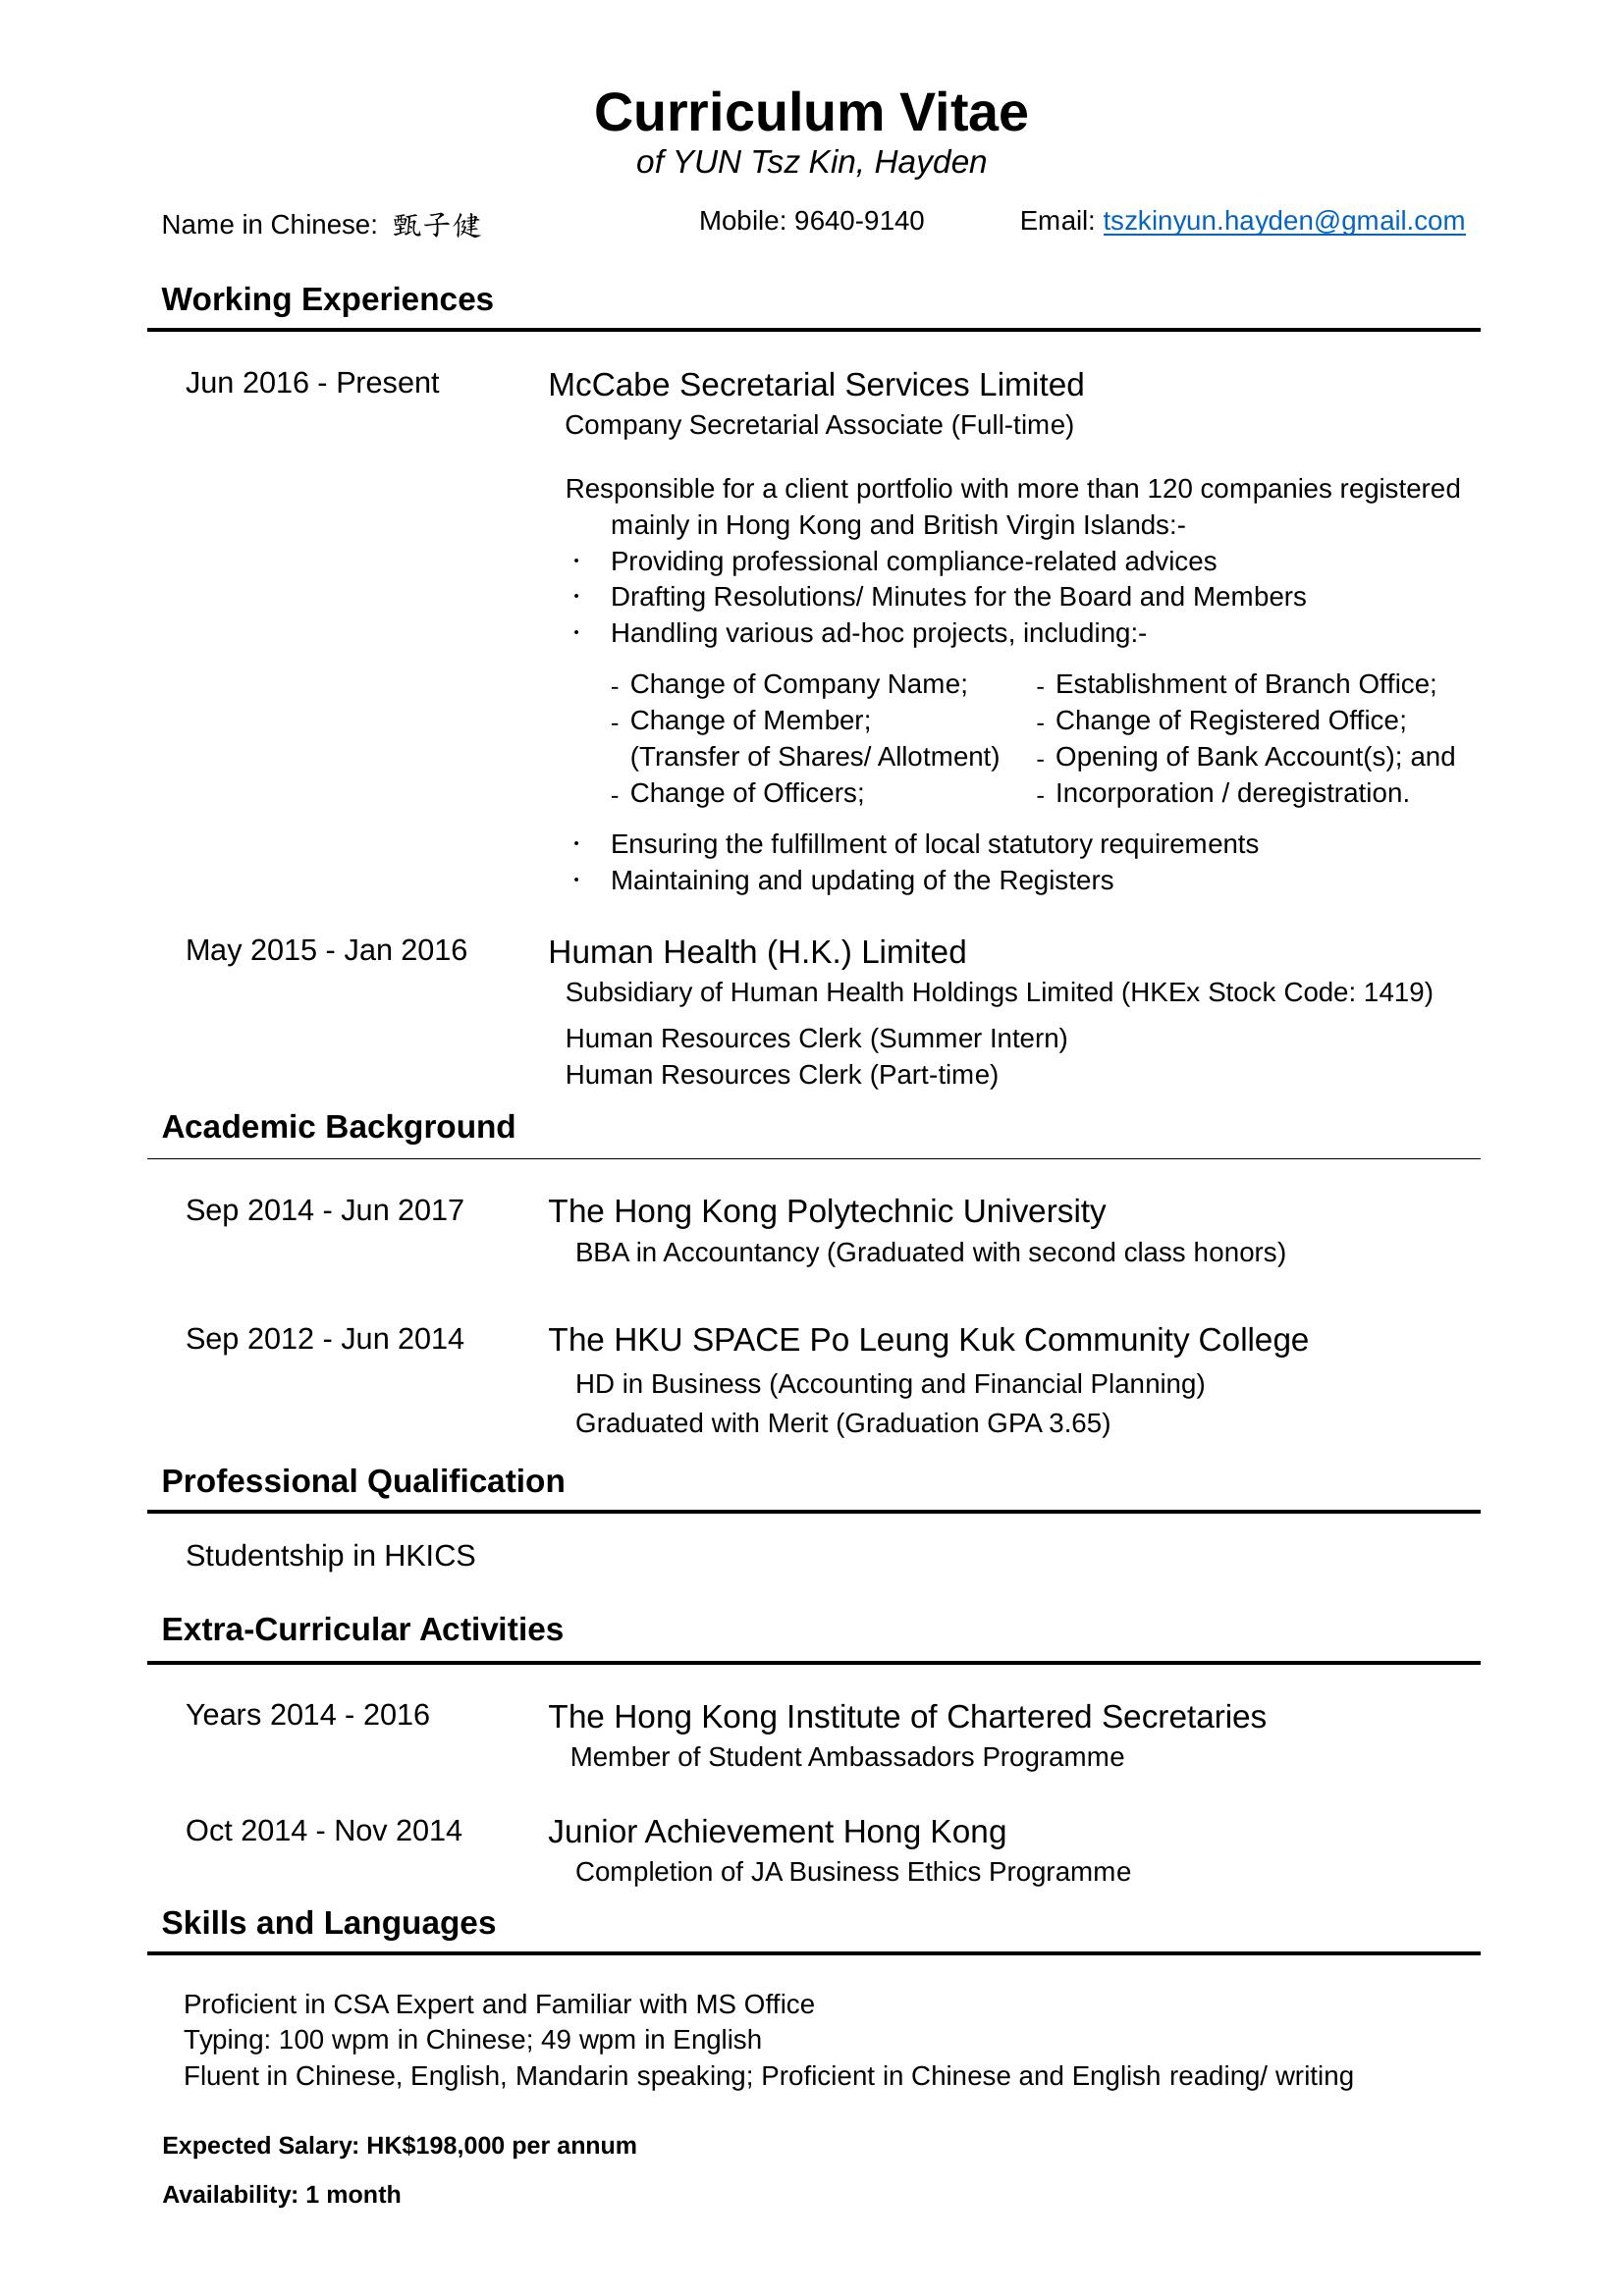 Curriculum Vitae
of YUN Tsz Kin, Hayden
Name in Chinese: 甄子健 Mobile: 9640-9140 Email: tszkinyun.hayden@gmail.com
Working Experiences
Jun 2016 - Present McCabe Secretarial Services Limited
Company Secretarial Associate (Full-time)
Responsible for a client portfolio with more than 120 companies registered
mainly in Hong Kong and British Virgin Islands:-
· Providing professional compliance-related advices
· Drafting Resolutions/ Minutes for the Board and Members
· Handling various ad-hoc projects, including:-
- Change of Company Name; - Establishment of Branch Office;
- Change of Member; - Change of Registered Office;
(Transfer of Shares/ Allotment) - Opening of Bank Account(s); and
- Change of Officers; - Incorporation / deregistration.
· Ensuring the fulfillment of local statutory requirements
· Maintaining and updating of the Registers
May 2015 - Jan 2016 Human Health (H.K.) Limited
Subsidiary of Human Health Holdings Limited (HKEx Stock Code: 1419)
Human Resources Clerk (Summer Intern)
Human Resources Clerk (Part-time)
Academic Background
Sep 2014 - Jun 2017 The Hong Kong Polytechnic University
BBA in Accountancy (Graduated with second class honors)
Sep 2012 - Jun 2014 The HKU SPACE Po Leung Kuk Community College
HD in Business (Accounting and Financial Planning)
Graduated with Merit (Graduation GPA 3.65)
Professional Qualification
Studentship in HKICS
Extra-Curricular Activities
Years 2014 - 2016 The Hong Kong Institute of Chartered Secretaries
Member of Student Ambassadors Programme
Oct 2014 - Nov 2014 Junior Achievement Hong Kong
Completion of JA Business Ethics Programme
Skills and Languages
Proficient in CSA Expert and Familiar with MS Office
Typing: 100 wpm in Chinese; 49 wpm in English
Fluent in Chinese, English, Mandarin speaking; Proficient in Chinese and English reading/ writing
Expected Salary: HK$198,000 per annum
Availability: 1 month